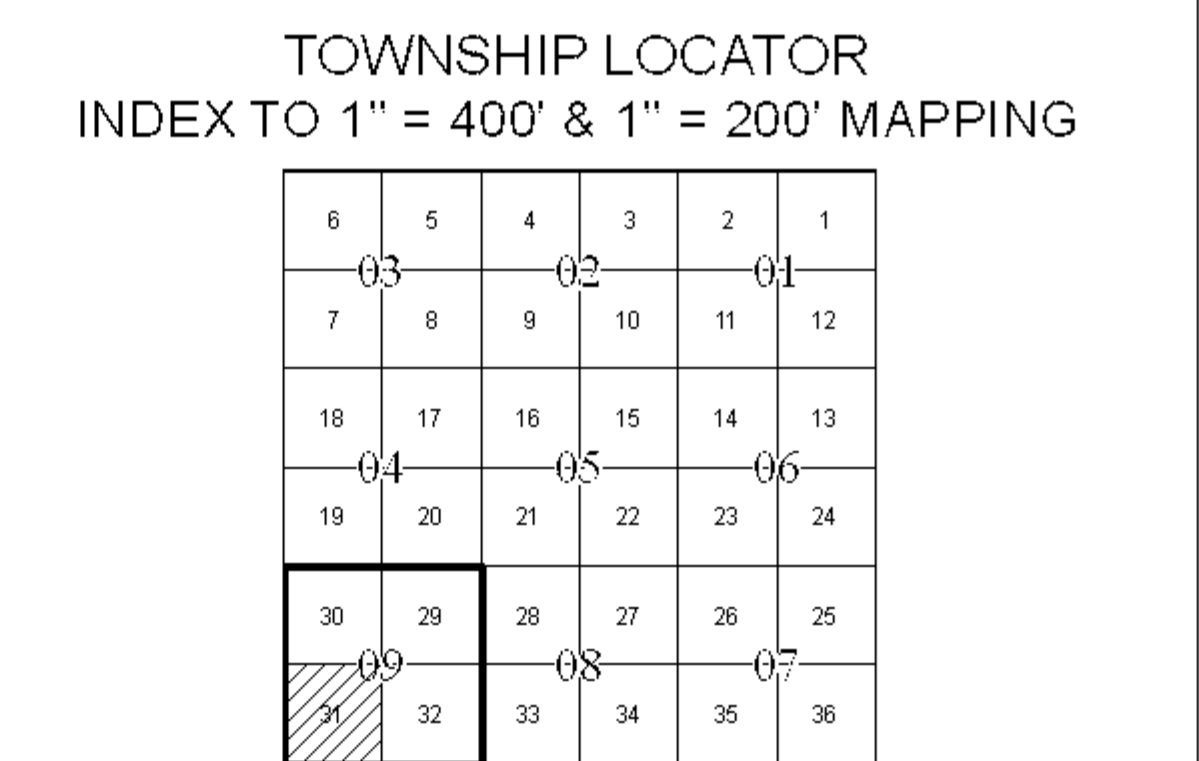 TOWNSHIP LOCATOR
INDEX TO 1" = 400' & 1" = 200' MAPPING
6 5 4 3 2 1
03 02 01
7 8 9 10 11 12
18 17 16 15 14 13
04 05 06
19 20 21 22 23 24
30 29 28 27 26 25
09 08 07
31 32 33 34 35 36